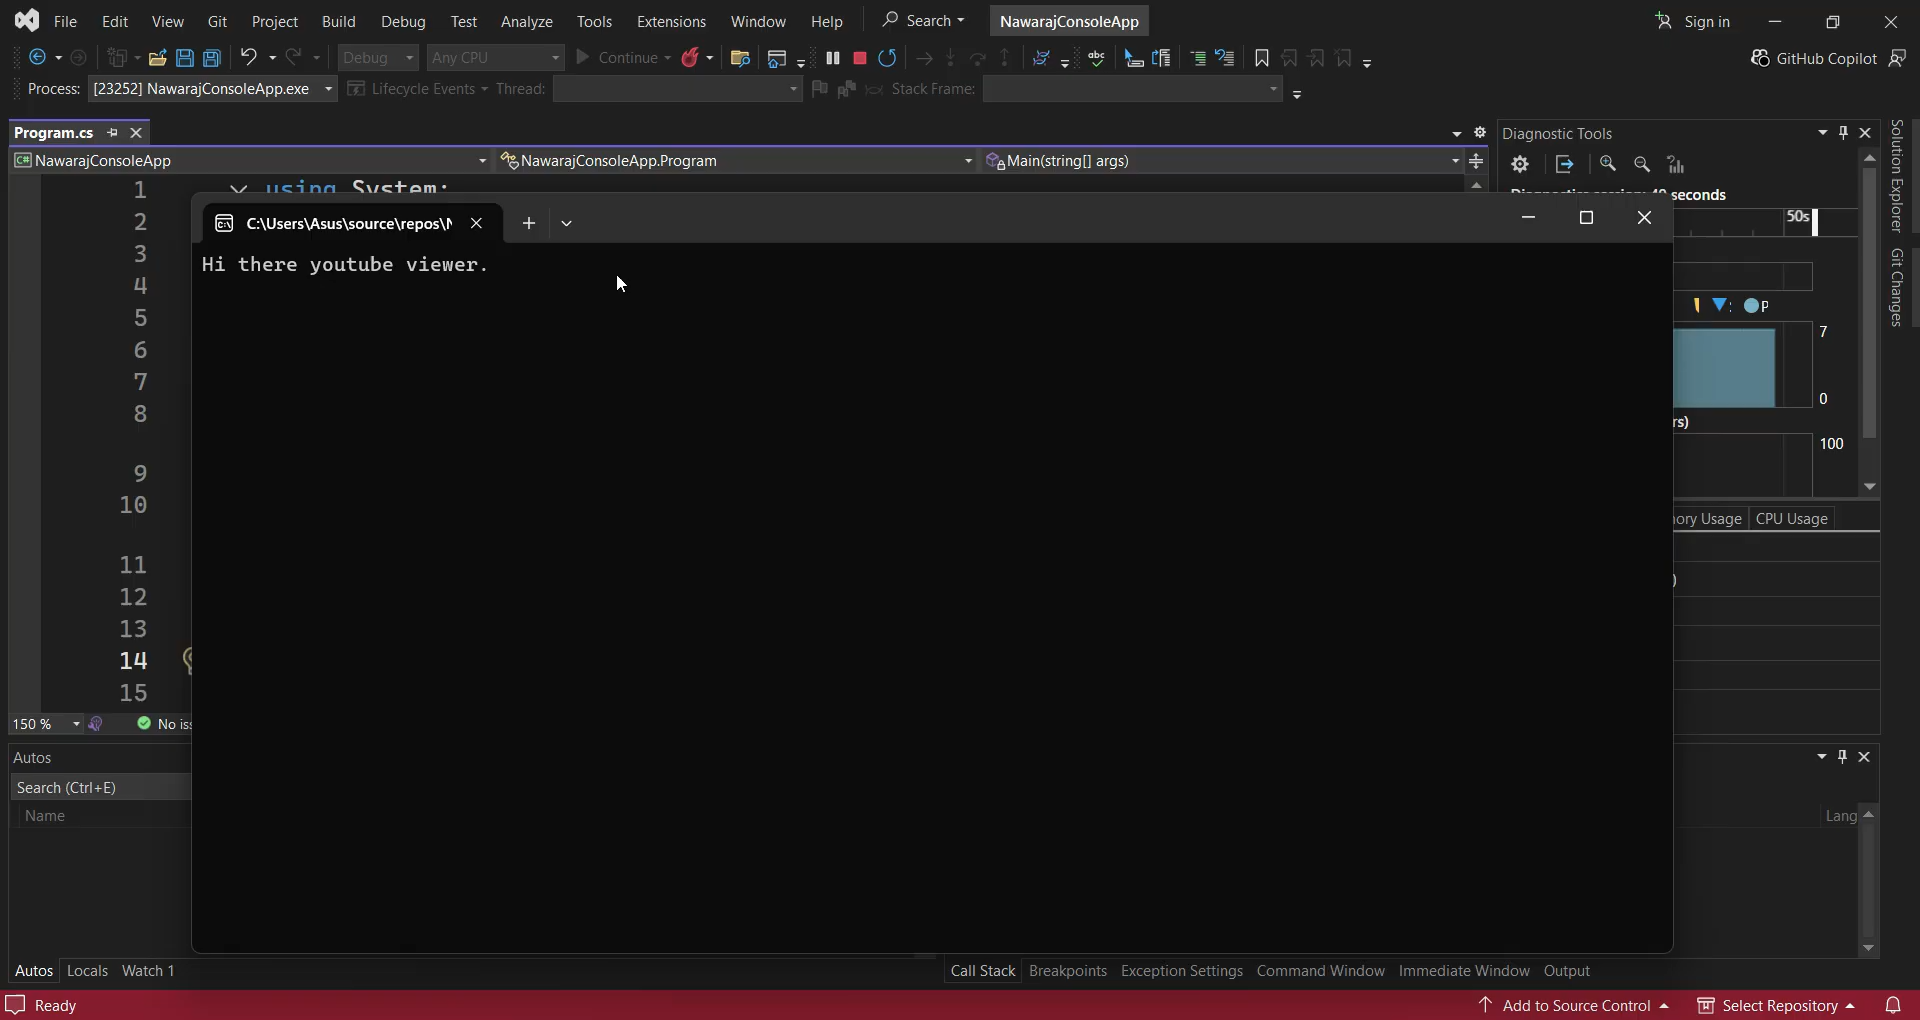 File Edit View Git Project Build Debug Test Analyze Tools Extensions Window Help Search NawarajConsoleApp Sign in
Debug Any CPU Continue GitHub Copilot
Process: [23252] NawarajConsoleApp.exe Lifecycle Events Thread: Stack Frame:
Program.cs
Diagnostic Tools
NawarajConsoleApp NawarajConsoleApp.Program Main(string[] args)
Solution Explorer
Git Changes
1 using System;
seconds
2
C:\Users\Asus\source\repos\
50s
3
Hi there youtube viewer.
4
5
P
6
7
7
0
8
100
9
10
ory Usage CPU Usage
11
12
)
13
14
15
150 % No
Autos
Search (Ctrl+E)
Name
Lang
Autos Locals Watch 1
Call Stack Breakpoints Exception Settings Command Window Immediate Window Output
Ready
Add to Source Control Select Repository